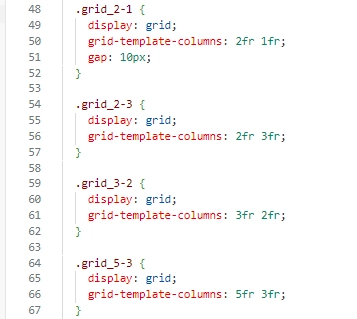 48 .grid_2-1 {
49 display: grid;
50 grid-template-columns: 2fr 1fr;
51 gap: 10px;
52 }
53
54 .grid_2-3 {
55 display: grid;
56 grid-template-columns: 2fr 3fr;
57 }
58
59 .grid_3-2 {
60 display: grid;
61 grid-template-columns: 3fr 2fr;
62 }
63
64 .grid_5-3 {
65 display: grid;
66 grid-template-columns: 5fr 3fr;
67 }